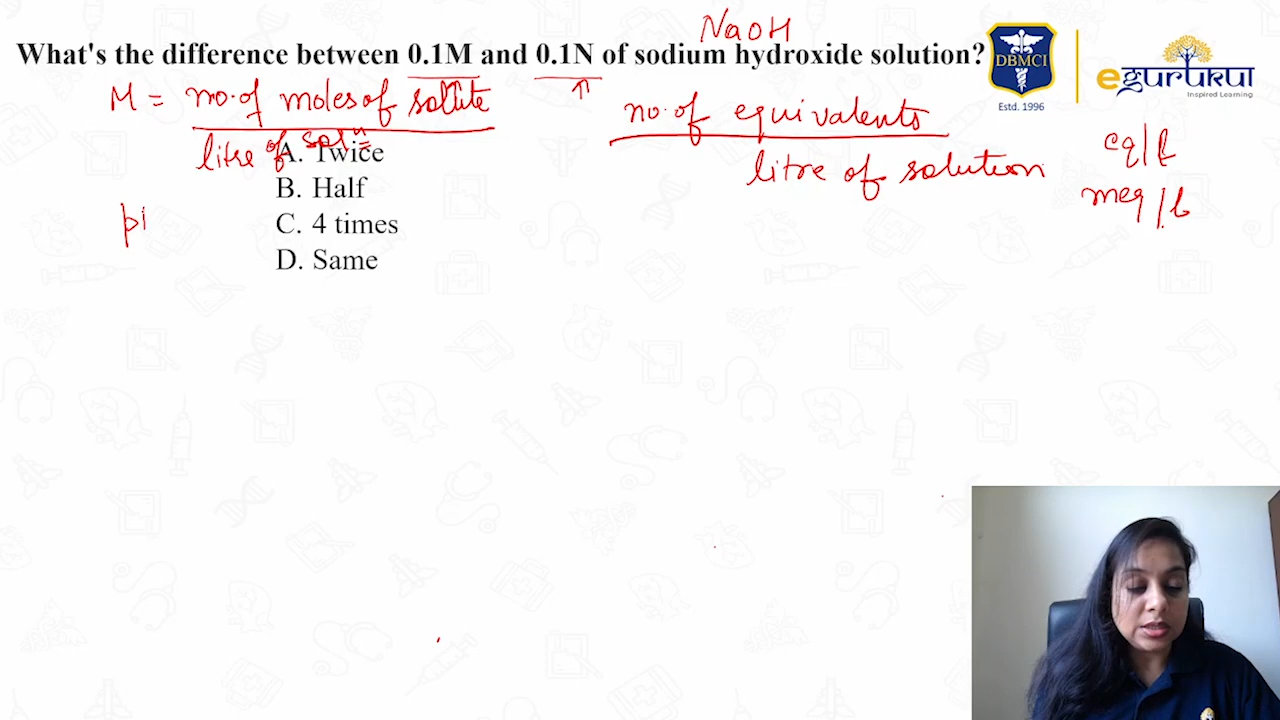 NaOH
What's the difference between 0.1M and 0.1N of sodium hydroxide solution?
M = no. of moles of solute
litre of sol^n
no. of equivalents
litre of solution
eq/l
meq/l
A. Twice
B. Half
C. 4 times
D. Same
DBMCI
Estd. 1996
egurukul
Inspired Learning